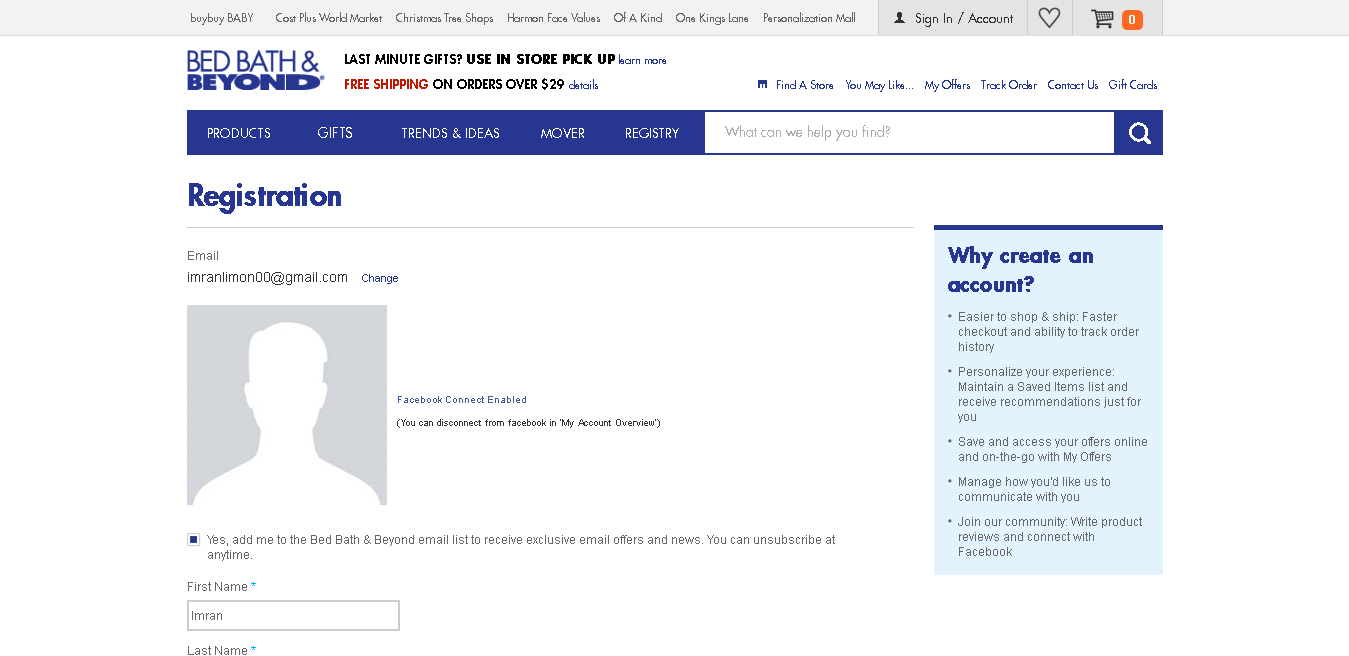 buybuy BABY Cost Plus World Market Christmas Tree Shops Harmon Face Values Of A Kind One Kings Lane Personalization Mall Sign In / Account 0
BED BATH &
BEYOND
LAST MINUTE GIFTS? USE IN STORE PICK UP learn more
FREE SHIPPING ON ORDERS OVER $29 details
Find A Store You May Like... My Offers Track Order Contact Us Gift Cards
PRODUCTS GIFTS TRENDS & IDEAS MOVER REGISTRY What can we help you find?
Registration
Email
imranlimon00@gmail.com Change
Facebook Connect Enabled
(You can disconnect from facebook in 'My Account Overview')
Yes, add me to the Bed Bath & Beyond email list to receive exclusive email offers and news. You can unsubscribe at
anytime.
First Name *
Imran
Last Name *
Why create an
account?
• Easier to shop & ship: Faster
checkout and ability to track order
history
• Personalize your experience:
Maintain a Saved Items list and
receive recommendations just for
you
• Save and access your offers online
and on-the-go with My Offers
• Manage how you'd like us to
communicate with you
• Join our community: Write product
reviews and connect with
Facebook